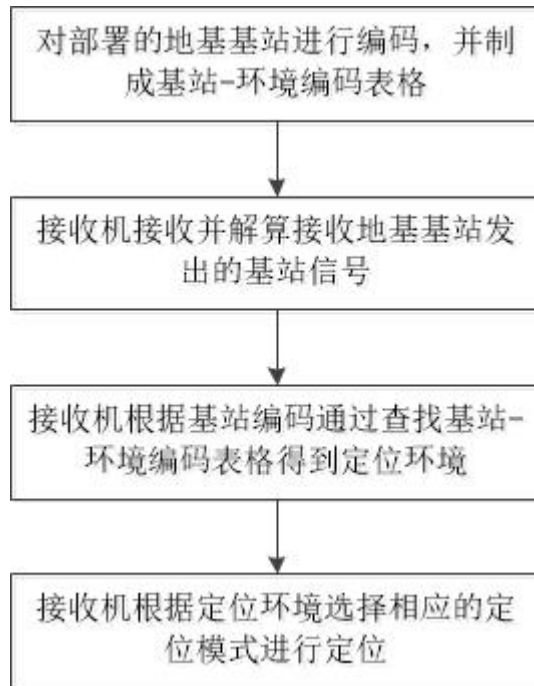 对部署的地基基站进行编码，并制
成基站-环境编码表格
接收机接收并解算接收地基基站发
出的基站信号
接收机根据基站编码通过查找基站-
环境编码表格得到定位环境
接收机根据定位环境选择相应的定
位模式进行定位